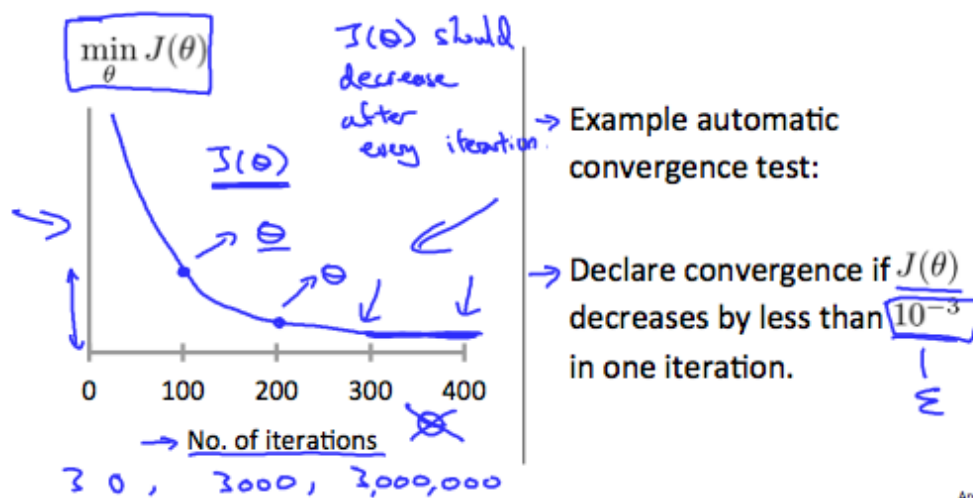 min J(θ)
θ
J(θ) should
decrease
after
every iteration.
J(θ)
θ
θ
0 100 200 300 400
θ
No. of iterations
30, 3000, 3,000,000
Example automatic
convergence test:
Declare convergence if J(θ)
decreases by less than 10⁻³
in one iteration.
ε